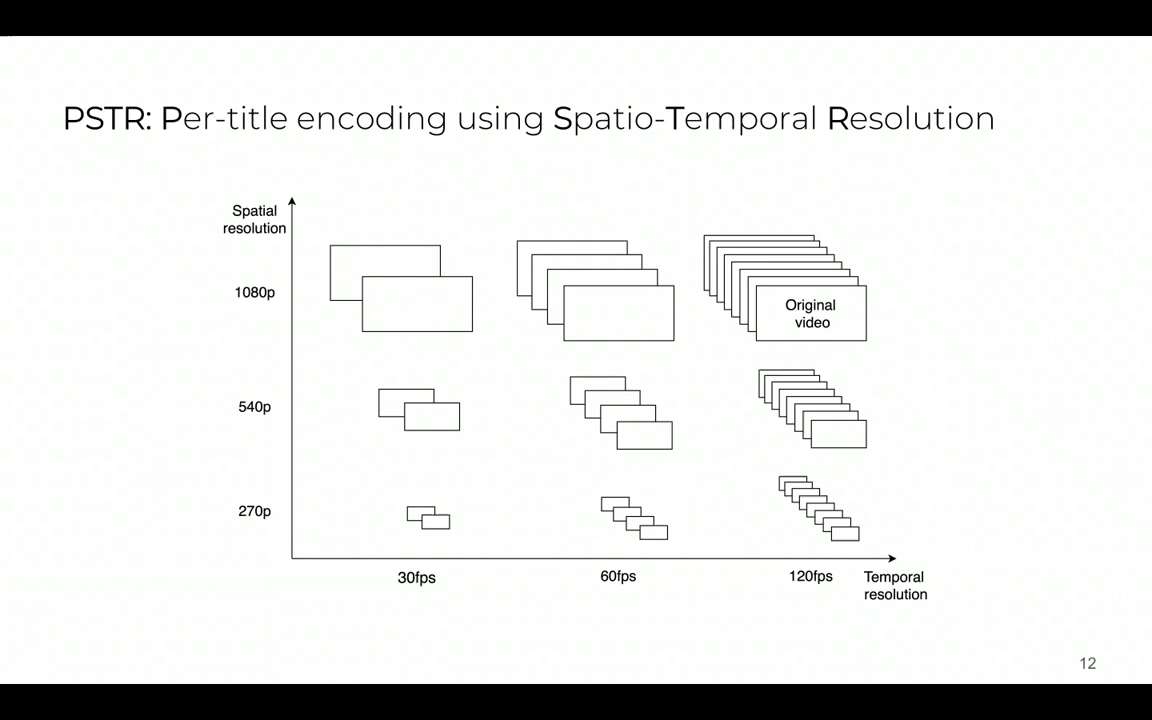 PSTR: Per-title encoding using Spatio-Temporal Resolution
Spatial
resolution
1080p
Original
video
540p
270p
30fps
60fps
120fps
Temporal
resolution
12